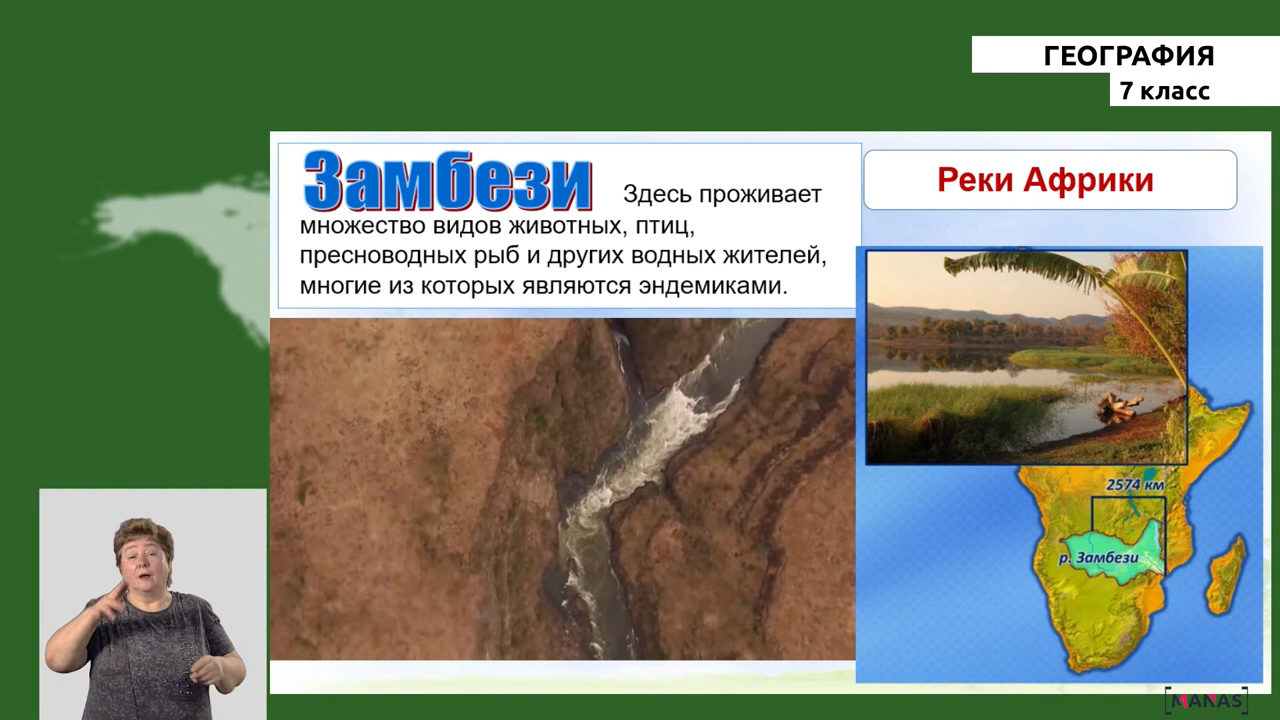 ГЕОГРАФИЯ
7 класс
Замбези Здесь проживает
множество видов животных, птиц,
пресноводных рыб и других водных жителей,
многие из которых являются эндемиками.
Реки Африки
2574 км
р. Замбези
MANAS